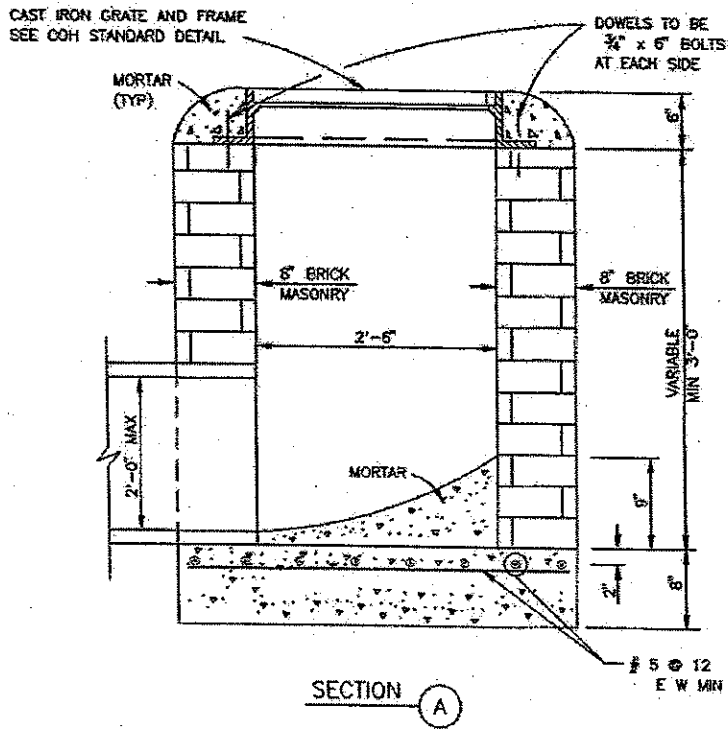 CAST IRON GRATE AND FRAME
SEE COH STANDARD DETAIL
DOWELS TO BE
3/4" x 6" BOLTS
AT EACH SIDE
MORTAR
(TYP)
6"
8" BRICK
MASONRY
8" BRICK
MASONRY
2'-6"
VARIABLE
MIN 3'-0"
2'-0" MAX
MORTAR
9"
2"
8"
# 5 @ 12
E W MIN
SECTION
A